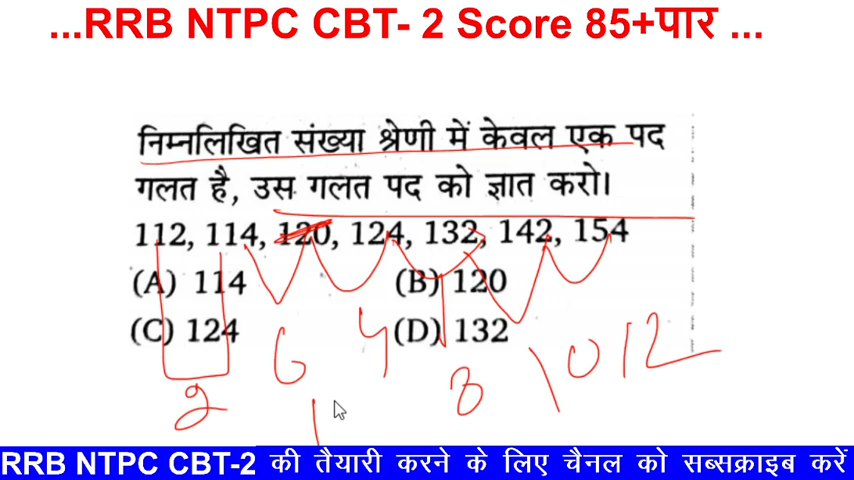 ...RRB NTPC CBT- 2 Score 85+पार ...
निम्नलिखित संख्या श्रेणी में केवल एक पद
गलत है, उस गलत पद को ज्ञात करो।
112, 114, 120, 124, 132, 142, 154
(A) 114 (B) 120
(C) 124 (D) 132
2 6 4 8 10 12
RRB NTPC CBT-2 की तैयारी करने के लिए चैनल को सब्सक्राइब करें